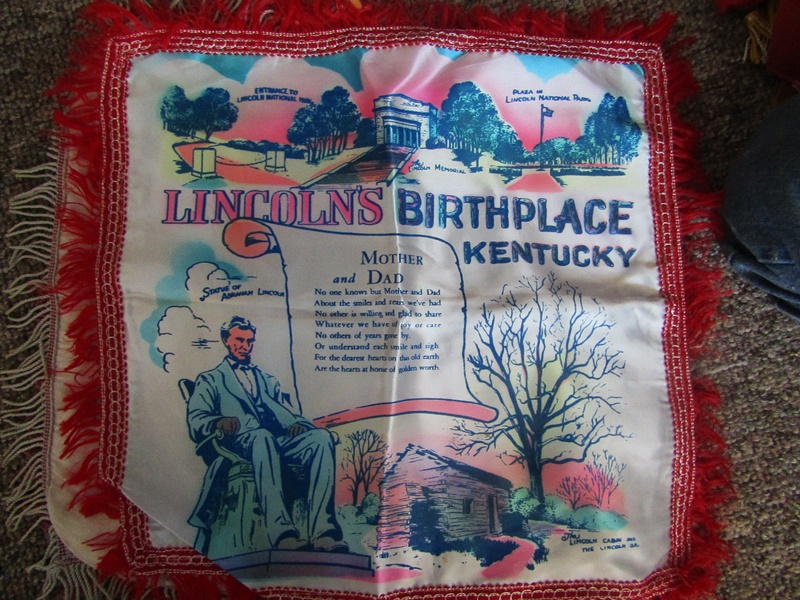 ENTRANCE TO
LINCOLN NATIONAL PARK
PLAZA IN
LINCOLN NATIONAL PARK
LINCOLN MEMORIAL
LINCOLN'S BIRTHPLACE
KENTUCKY
STATUE OF
ABRAHAM LINCOLN
MOTHER
and DAD
No one knows but Mother and Dad
About the smiles and tears we've had
No other is willing and glad to share
Whatever we have of joy or care
No others of years gone by.
Or understand each smile and sigh
For the dearest hearts on this old earth
Are the hearts at home of golden worth.
The
LINCOLN CABIN AND
THE LINCOLN